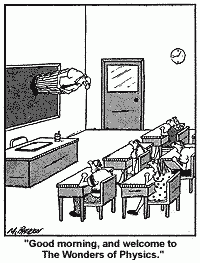 "Good morning, and welcome to
The Wonders of Physics."